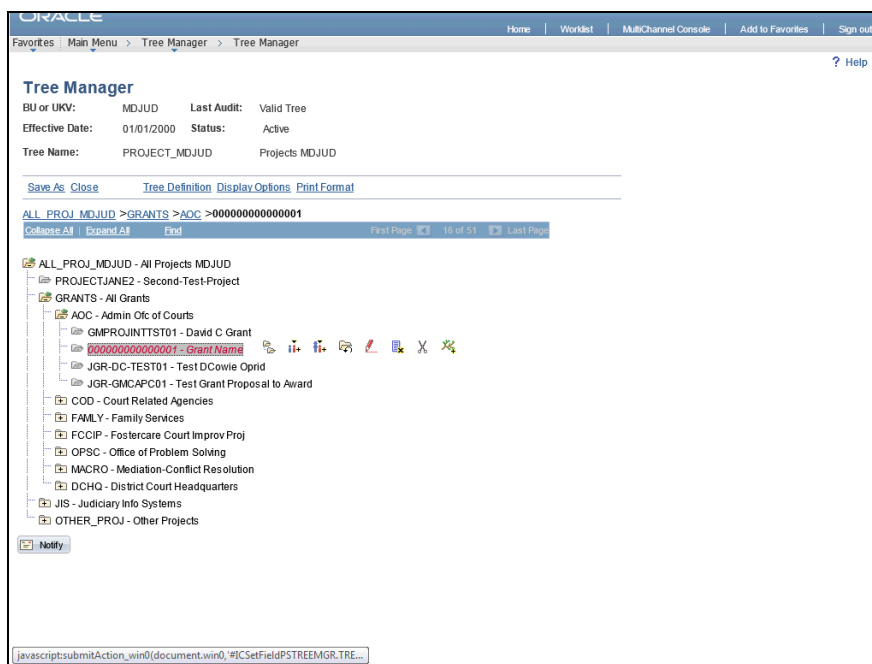 ORACLE
Home Worklist MultiChannel Console Add to Favorites Sign out
Favorites Main Menu > Tree Manager > Tree Manager
? Help
Tree Manager
BU or UKV: MDJUD Last Audit: Valid Tree
Effective Date: 01/01/2000 Status: Active
Tree Name: PROJECT_MDJUD Projects MDJUD
Save As Close Tree Definition Display Options Print Format
ALL_PROJ_MDJUD >GRANTS >AOC >000000000000001
Collapse All | Expand All Find First Page 16 of 51 Last Page
ALL_PROJ_MDJUD - All Projects MDJUD
PROJECTJANE2 - Second-Test-Project
GRANTS - All Grants
AOC - Admin Ofc of Courts
GMPROJINTTST01 - David C Grant
000000000000001 - Grant Name
JGR-DC-TEST01 - Test DCowie Oprid
JGR-GMCAPC01 - Test Grant Proposal to Award
COD - Court Related Agencies
FAMLY - Family Services
FCCIP - Fostercare Court Improv Proj
OPSC - Office of Problem Solving
MACRO - Mediation-Conflict Resolution
DCHQ - District Court Headquarters
JIS - Judiciary Info Systems
OTHER_PROJ - Other Projects
Notify
javascript:submitAction_win0(document.win0,'#ICSetFieldPSTREEMGR.TRE...